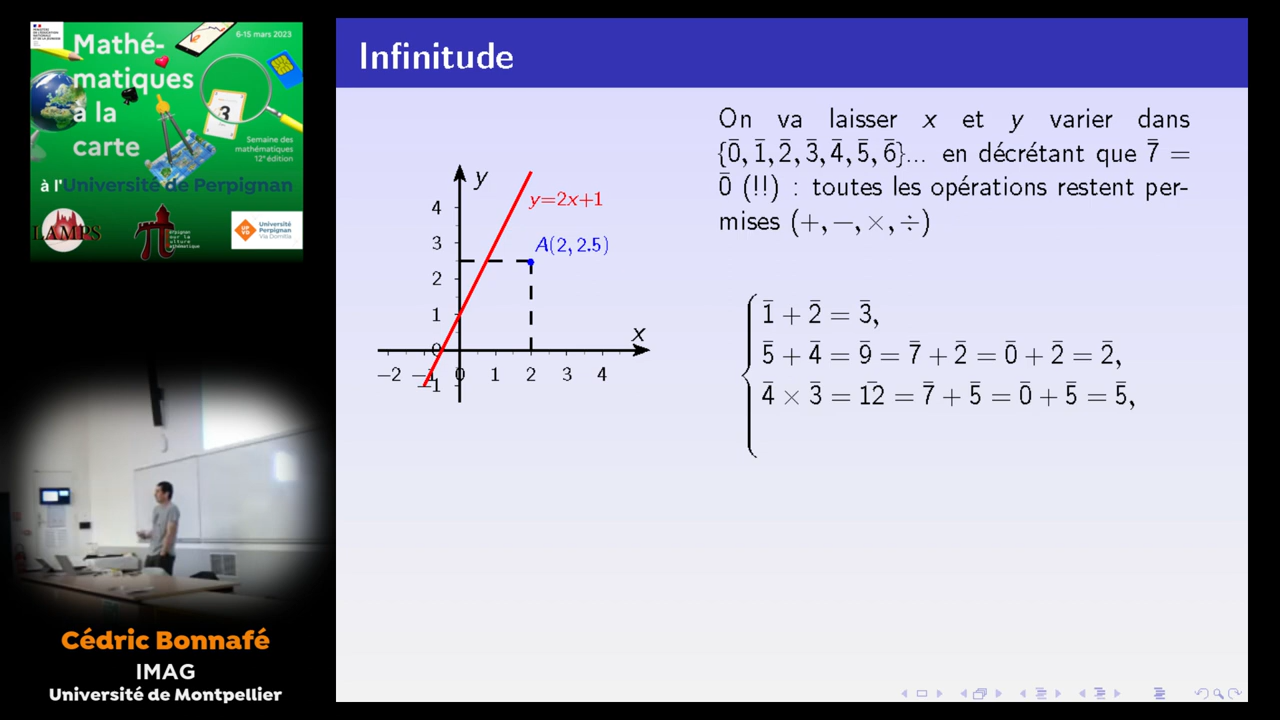 6-15 mars 2023
Mathé-
matiques
à la
carte
3
Semaine des
mathématiques
12e édition
à l'Université de Perpignan
LAMPS
Université
Perpignan
Via Domitia
Cédric Bonnafé
IMAG
Université de Montpellier
Infinitude
y
4
3
2
1
0
−1
−2 −1 0 1 2 3 4
x
y=2x+1
A(2, 2.5)
On va laisser x et y varier dans
{0̄, 1̄, 2̄, 3̄, 4̄, 5̄, 6̄}... en décrétant que 7̄ =
0̄ (!!) : toutes les opérations restent per-
mises (+, −, ×, ÷)
1̄ + 2̄ = 3̄,
5̄ + 4̄ = 9̄ = 7̄ + 2̄ = 0̄ + 2̄ = 2̄,
4̄ × 3̄ = 1̄2̄ = 7̄ + 5̄ = 0̄ + 5̄ = 5̄,